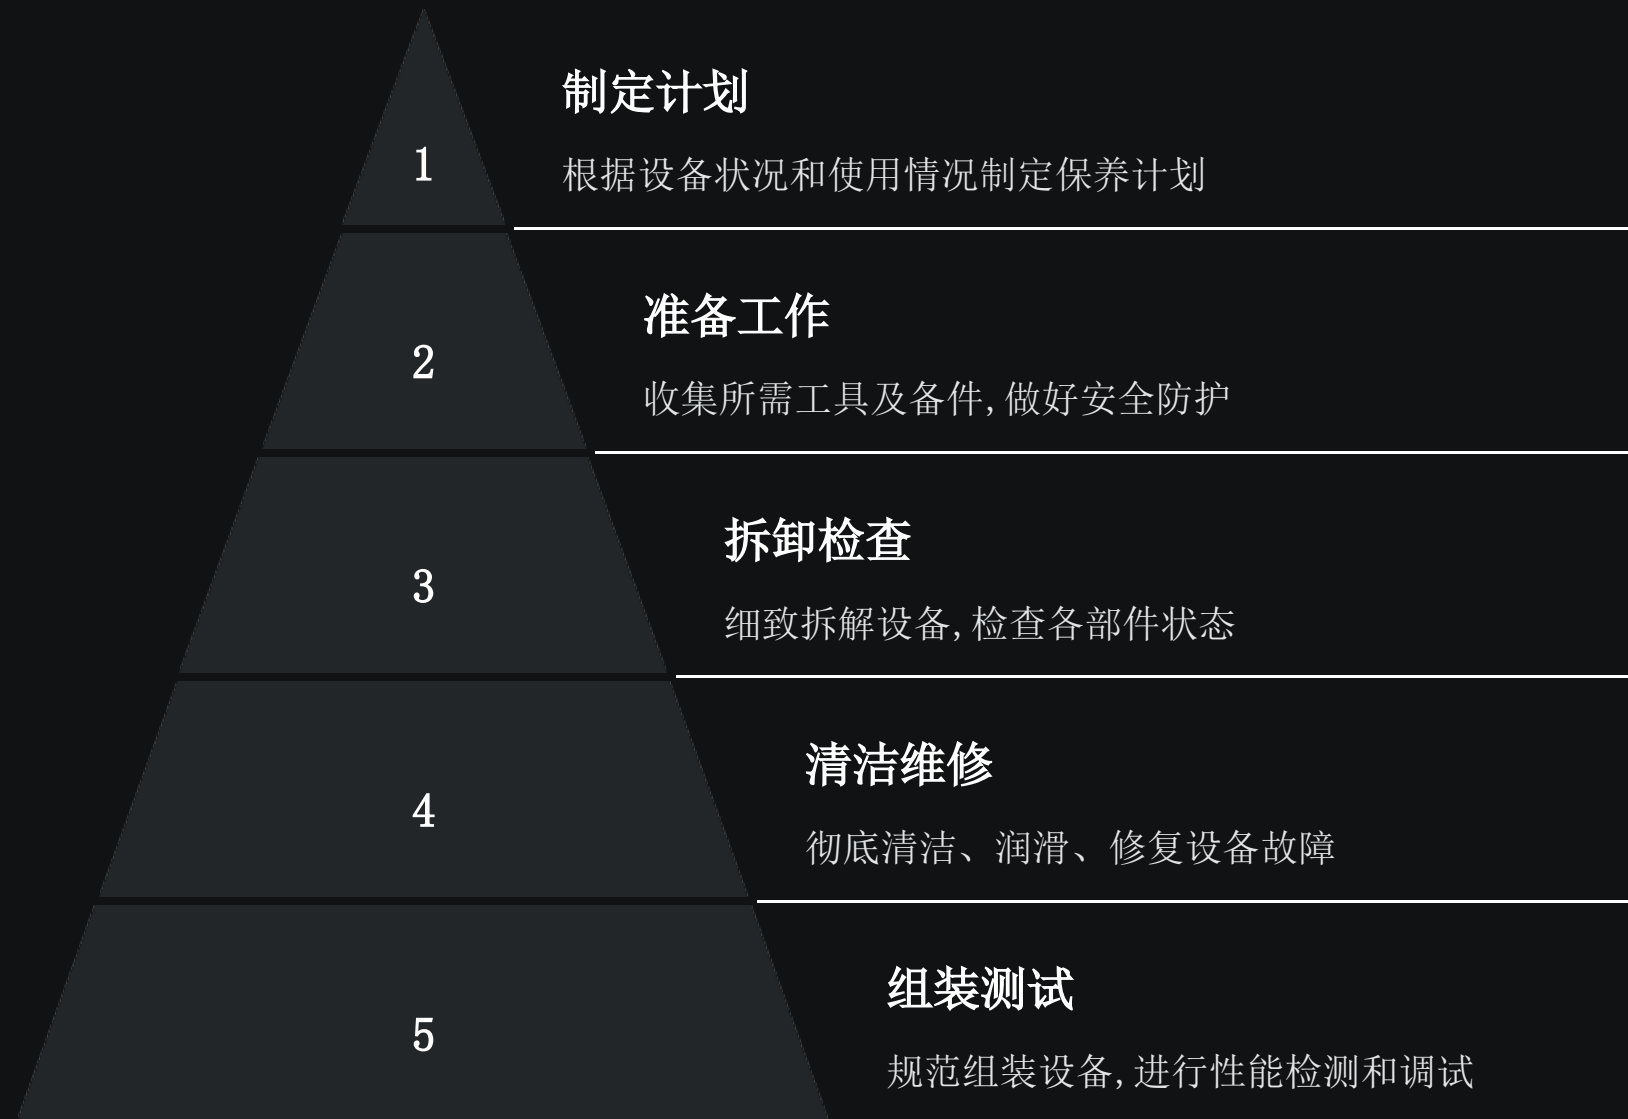 制定计划
1
根据设备状况和使用情况制定保养计划
准备工作
2
收集所需工具及备件,做好安全防护
拆卸检查
3
细致拆解设备,检查各部件状态
清洁维修
4
彻底清洁、润滑、修复设备故障
组装测试
5
规范组装设备,进行性能检测和调试